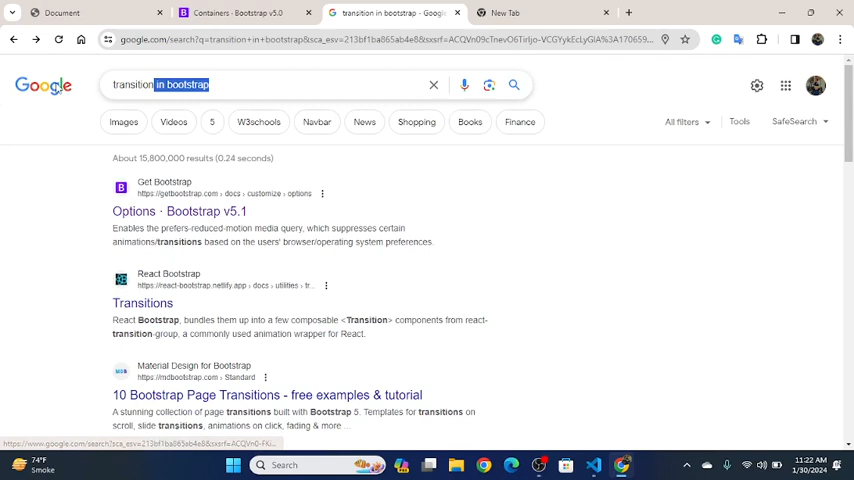 Document
Containers · Bootstrap v5.0
transition in bootstrap - Google
New Tab
google.com/search?q=transition+in+bootstrap&sca_esv=213bf1ba865ab4e8&sxsrf=ACQVn09cTnevO6TirIjo-VCGYykEcLyGlA%3A170659...
Google
transition in bootstrap
Images
Videos
5
W3schools
Navbar
News
Shopping
Books
Finance
All filters
Tools
SafeSearch
About 15,800,000 results (0.24 seconds)
B
Get Bootstrap
https://getbootstrap.com › docs › customize › options
Options · Bootstrap v5.1
Enables the prefers-reduced-motion media query, which suppresses certain
animations/transitions based on the users' browser/operating system preferences.
React Bootstrap
https://react-bootstrap.netlify.app › docs › utilities › tr...
Transitions
React Bootstrap, bundles them up into a few composable <Transition> components from react-
transition-group, a commonly used animation wrapper for React.
MDB
Material Design for Bootstrap
https://mdbootstrap.com › Standard
10 Bootstrap Page Transitions - free examples & tutorial
A stunning collection of page transitions built with Bootstrap 5. Templates for transitions on
scroll, slide transitions, animations on click, fading & more ...
https://www.google.com/search?sca_esv=213bf1ba865ab4e8&sxsrf=ACQVn0-FKi...
74°F
Smoke
Search
11:22 AM
1/30/2024